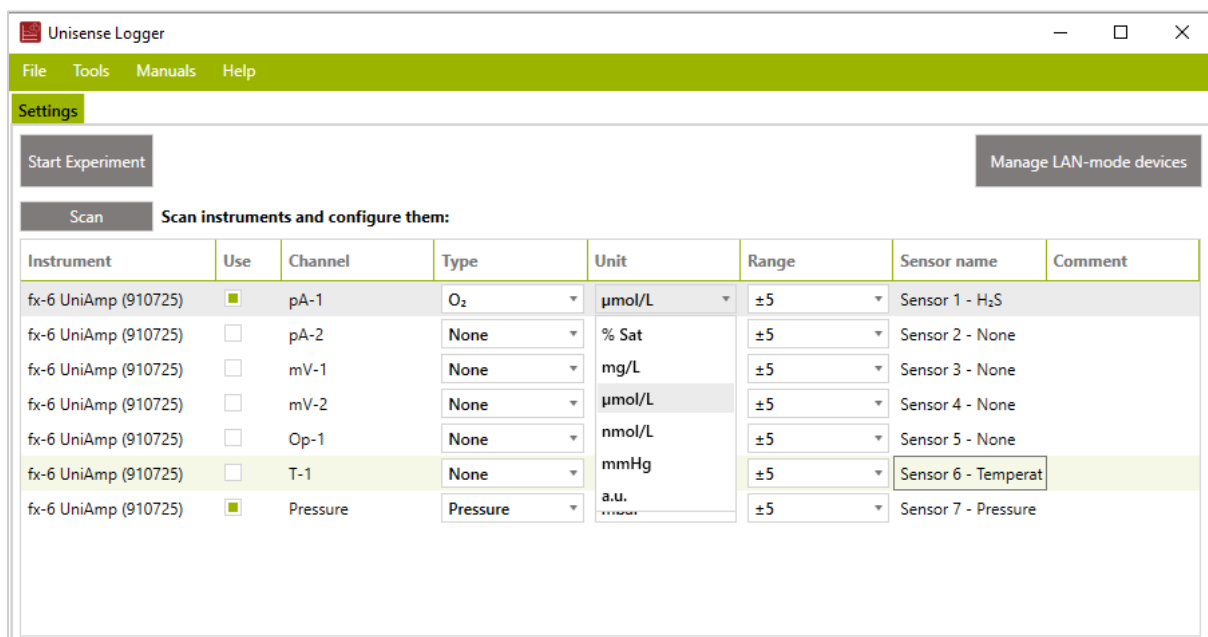 Unisense Logger
File Tools Manuals Help
Settings
Start Experiment Manage LAN-mode devices
Scan Scan instruments and configure them:
Instrument Use Channel Type Unit Range Sensor name Comment
fx-6 UniAmp (910725) pA-1 O₂ µmol/L ±5 Sensor 1 - H₂S
fx-6 UniAmp (910725) pA-2 None % Sat ±5 Sensor 2 - None
fx-6 UniAmp (910725) mV-1 None mg/L ±5 Sensor 3 - None
fx-6 UniAmp (910725) mV-2 None µmol/L ±5 Sensor 4 - None
fx-6 UniAmp (910725) Op-1 None nmol/L ±5 Sensor 5 - None
fx-6 UniAmp (910725) T-1 None mmHg ±5 Sensor 6 - Temperat
a.u.
fx-6 UniAmp (910725) Pressure Pressure ±5 Sensor 7 - Pressure